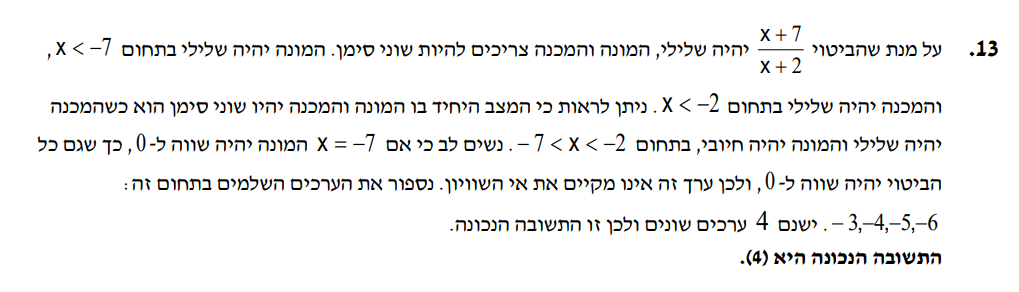 13. על מנת שהביטוי (x + 7)/(x + 2) יהיה שלילי, המונה והמכנה צריכים להיות שוני סימן. המונה יהיה שלילי בתחום x < −7,
והמכנה יהיה שלילי בתחום x < −2. ניתן לראות כי המצב היחיד בו המונה והמכנה יהיו שוני סימן הוא כשהמכנה
יהיה שלילי והמונה יהיה חיובי, בתחום −7 < x < −2. נשים לב כי אם x = −7 המונה יהיה שווה ל-0, כך שגם כל
הביטוי יהיה שווה ל-0, ולכן ערך זה אינו מקיים את אי השוויון. נספור את הערכים השלמים בתחום זה:
−3,−4,−5,−6. ישנם 4 ערכים שונים ולכן זו התשובה הנכונה.
התשובה הנכונה היא (4).